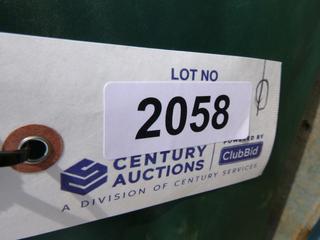 LOT NO
2058
CENTURY
AUCTIONS
POWERED BY
ClubBid
A DIVISION OF CENTURY SERVICES